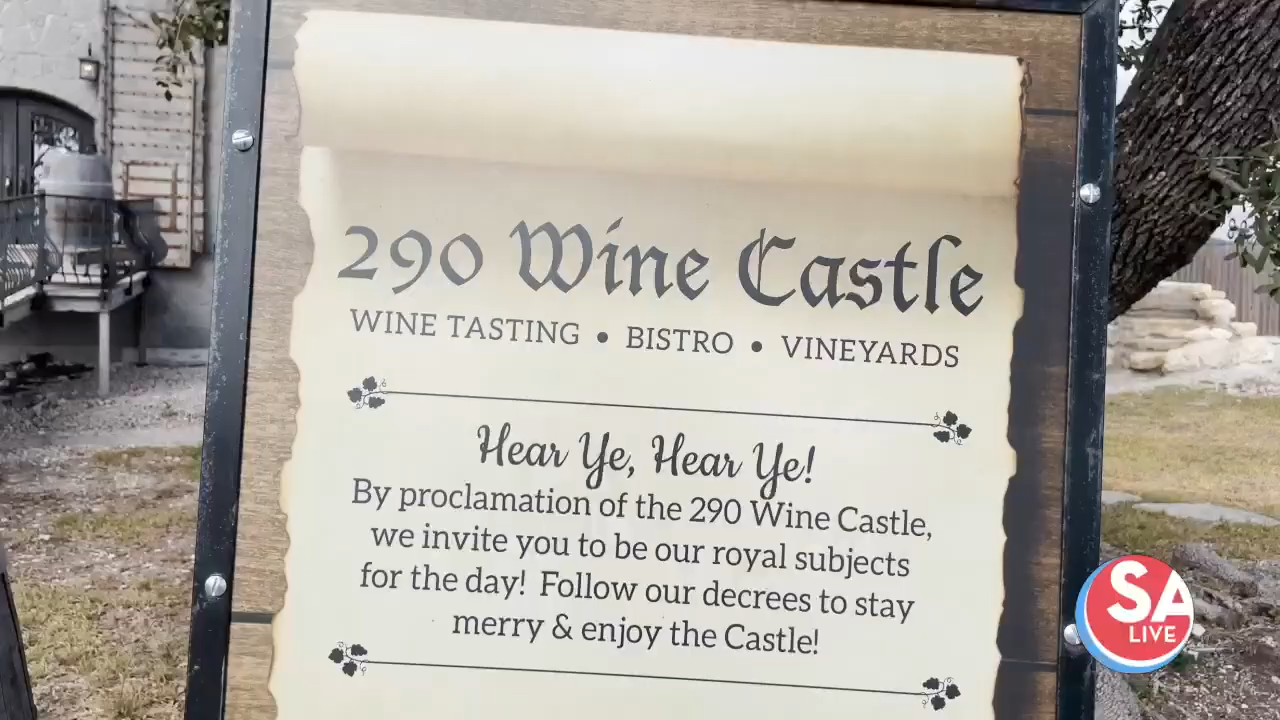 290 Wine Castle
WINE TASTING • BISTRO • VINEYARDS
Hear Ye, Hear Ye!
By proclamation of the 290 Wine Castle,
we invite you to be our royal subjects
for the day! Follow our decrees to stay
merry & enjoy the Castle!
SA
LIVE